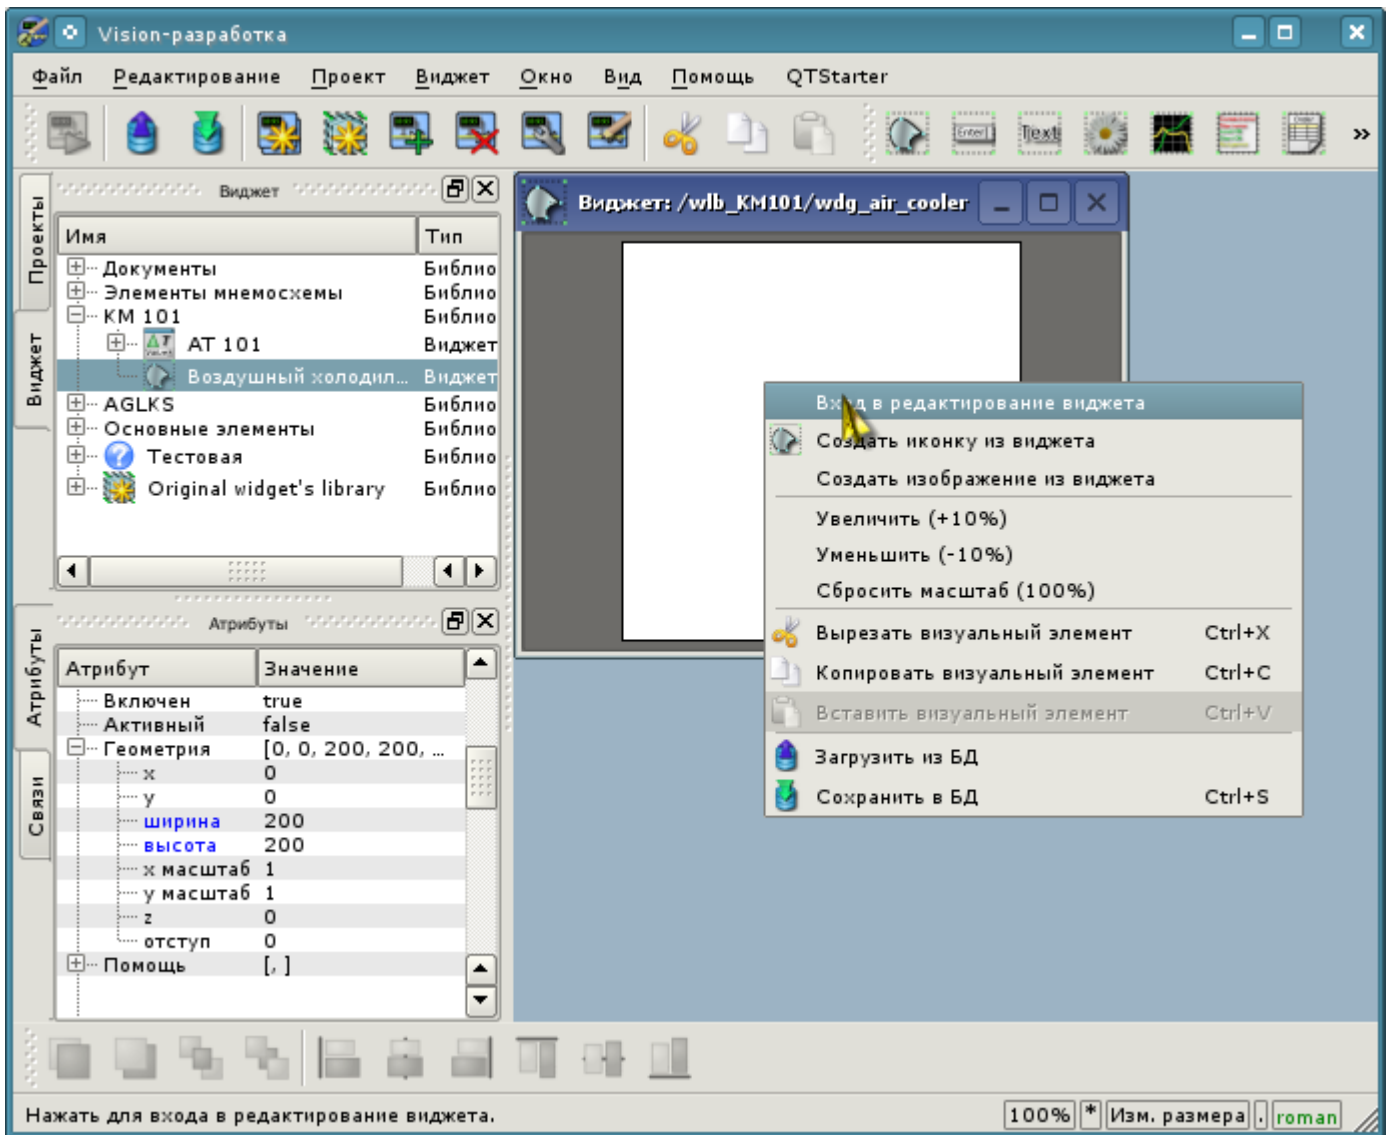 Vision-разработка
Файл Редактирование Проект Виджет Окно Вид Помощь QTStarter
Enter
Text
»
Проекты
Виджет
Виджет
Имя Тип
Документы Библио
Элементы мнемосхемы Библио
КМ 101 Библио
АТ 101 Виджет
Воздушный холодил... Виджет
AGLKS Библио
Основные элементы Библио
Тестовая Библио
Original widget's library Библио
Атрибуты
Связи
Атрибуты
Атрибут Значение
Включен true
Активный false
Геометрия [0, 0, 200, 200, ...
x 0
y 0
ширина 200
высота 200
x масштаб 1
y масштаб 1
z 0
отступ 0
Помощь [, ]
Виджет: /wlb_KM101/wdg_air_cooler
Вход в редактирование виджета
Создать иконку из виджета
Создать изображение из виджета
Увеличить (+10%)
Уменьшить (-10%)
Сбросить масштаб (100%)
Вырезать визуальный элемент Ctrl+X
Копировать визуальный элемент Ctrl+C
Вставить визуальный элемент Ctrl+V
Загрузить из БД
Сохранить в БД Ctrl+S
Нажать для входа в редактирование виджета.
100% * Изм. размера . roman